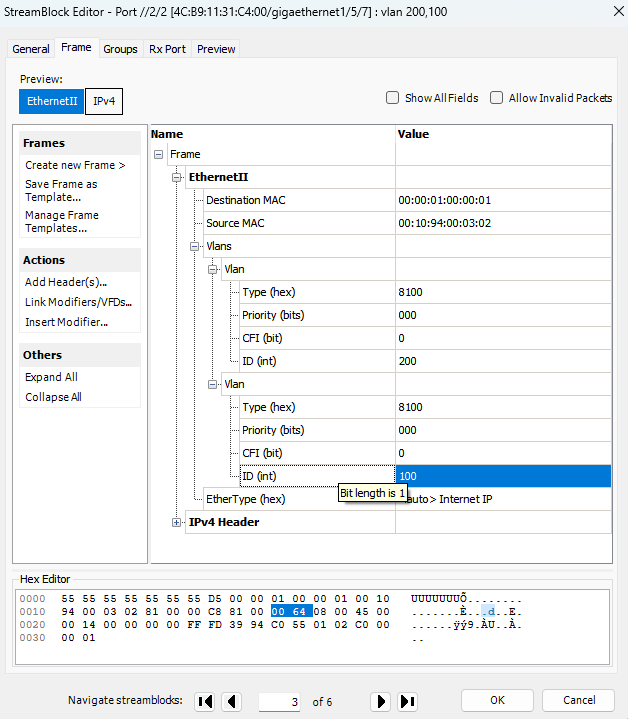 StreamBlock Editor - Port //2/2 [4C:B9:11:31:C4:00/gigaethernet1/5/7] : vlan 200,100
General Frame Groups Rx Port Preview
Preview:
EthernetII IPv4
Show All Fields Allow Invalid Packets
Frames
Create new Frame >
Save Frame as
Template...
Manage Frame
Templates...
Actions
Add Header(s)...
Link Modifiers/VFDs...
Insert Modifier...
Others
Expand All
Collapse All
Name Value
Frame
EthernetII
Destination MAC 00:00:01:00:00:01
Source MAC 00:10:94:00:03:02
Vlans
Vlan
Type (hex) 8100
Priority (bits) 000
CFI (bit) 0
ID (int) 200
Vlan
Type (hex) 8100
Priority (bits) 000
CFI (bit) 0
ID (int) 100
Bit length is 1
EtherType (hex) auto> Internet IP
IPv4 Header
Hex Editor
0000 55 55 55 55 55 55 55 D5 00 00 01 00 00 01 00 10 UUUUUUUÕ........
0010 94 00 03 02 81 00 00 C8 81 00 00 64 08 00 45 00 .......È...d..E.
0020 00 14 00 00 00 00 FF FD 39 94 C0 55 01 02 C0 00 ......ÿý9.ÀU..À.
0030 00 01 ..
Navigate streamblocks: 3 of 6 OK Cancel